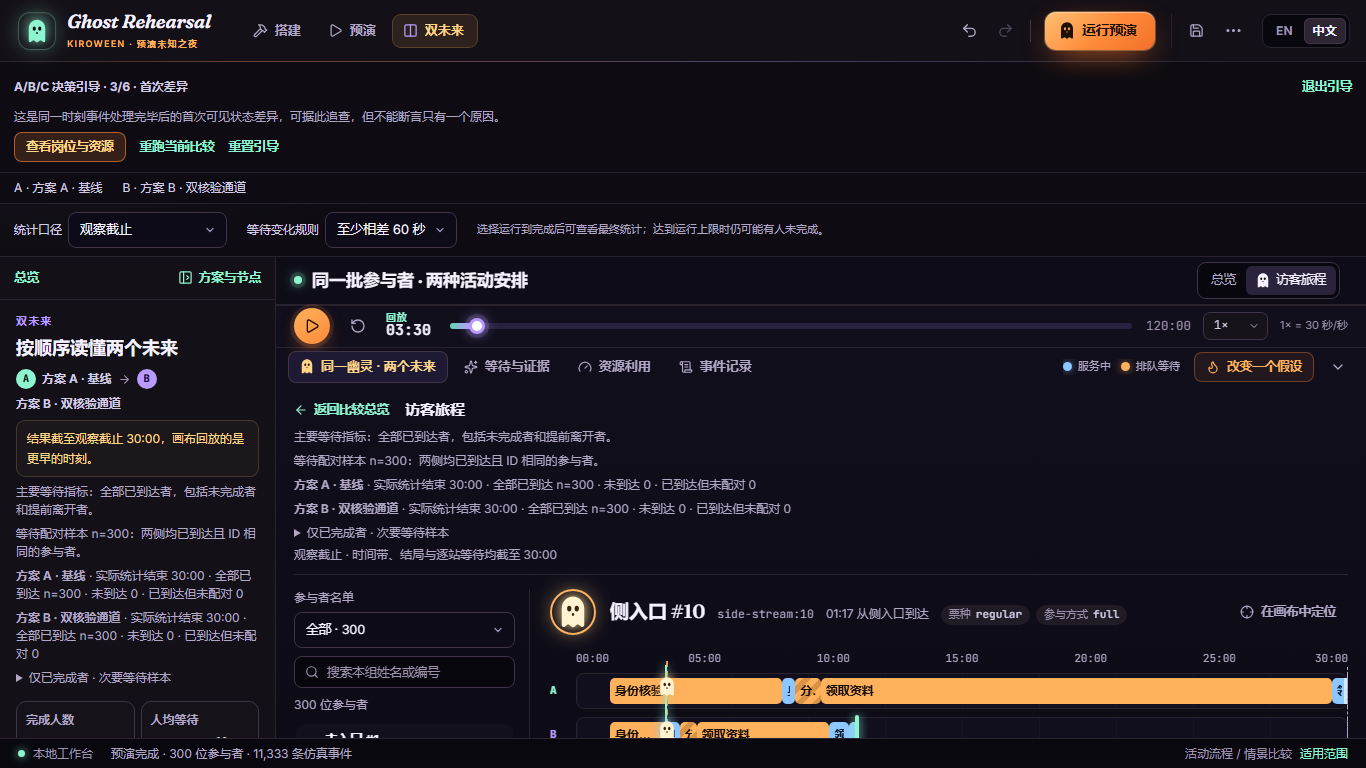 Ghost Rehearsal
KIROWEEN · 预演未知之夜
搭建
预演
双未来
运行预演
EN
中文
A/B/C 决策引导 · 3/6 · 首次差异
退出引导
这是同一时刻事件处理完毕后的首次可见状态差异，可据此追查，但不能断言只有一个原因。
查看岗位与资源
重跑当前比较
重置引导
A · 方案 A · 基线
B · 方案 B · 双核验通道
统计口径
观察截止
等待变化规则
至少相差 60 秒
选择运行到完成后可查看最终统计；达到运行上限时仍可能有人未完成。
总览
方案与节点
双未来
按顺序读懂两个未来
A 方案 A · 基线 → B
方案 B · 双核验通道
结果截至观察截止 30:00，画布回放的是
更早的时刻。
主要等待指标：全部已到达者，包括未完成者
和提前离开者。
等待配对样本 n=300：两侧均已到达且 ID 相
同的参与者。
方案 A · 基线 · 实际统计结束 30:00 · 全部已
到达 n=300 · 未到达 0 · 已到达但未配对 0
方案 B · 双核验通道 · 实际统计结束 30:00 ·
全部已到达 n=300 · 未到达 0 · 已到达但未配
对 0
仅已完成者 · 次要等待样本
完成人数
人均等待
同一批参与者 · 两种活动安排
总览
访客旅程
回放
03:30
120:00
1×
1× = 30 秒/秒
同一幽灵 · 两个未来
等待与证据
资源利用
事件记录
服务中
排队等待
改变一个假设
返回比较总览
访客旅程
主要等待指标：全部已到达者，包括未完成者和提前离开者。
等待配对样本 n=300：两侧均已到达且 ID 相同的参与者。
方案 A · 基线 · 实际统计结束 30:00 · 全部已到达 n=300 · 未到达 0 · 已到达但未配对 0
方案 B · 双核验通道 · 实际统计结束 30:00 · 全部已到达 n=300 · 未到达 0 · 已到达但未配对 0
仅已完成者 · 次要等待样本
观察截止 · 时间带、结局与逐站等待均截至 30:00
参与者名单
全部 · 300
搜索本组姓名或编号
300 位参与者
侧入口 #10
side-stream:10
01:17 从侧入口到达
票种 regular
参与方式 full
在画布中定位
00:00
05:00
10:00
15:00
20:00
25:00
30:00
A
身份核验
分.
领取资料
B
身份…
领取资料
本地工作台
预演完成 · 300 位参与者 · 11,333 条仿真事件
活动流程 / 情景比较
适用范围